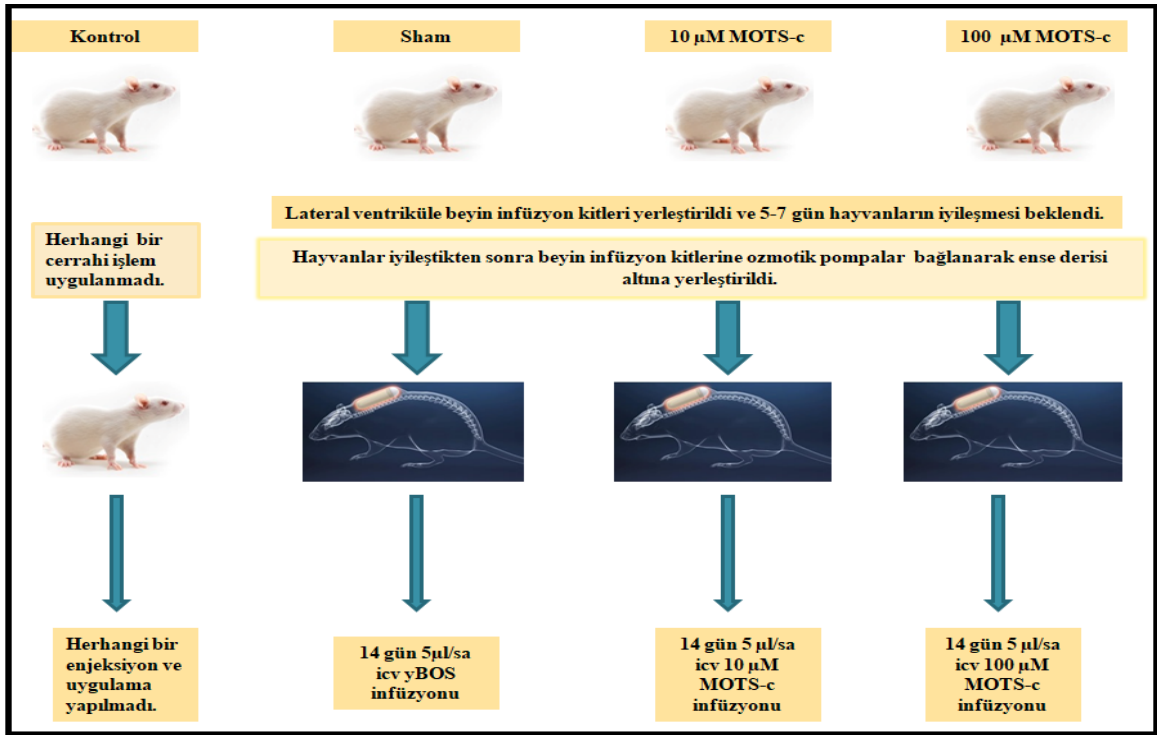 Kontrol
Sham
10 µM MOTS-c
100 µM MOTS-c
Lateral ventriküle beyin infüzyon kitleri yerleştirildi ve 5-7 gün hayvanların iyileşmesi beklendi.
Herhangi bir
cerrahi işlem
uygulanmadı.
Hayvanlar iyileştikten sonra beyin infüzyon kitlerine ozmotik pompalar bağlanarak ense derisi
altına yerleştirildi.
Herhangi bir
enjeksiyon ve
uygulama
yapılmadı.
14 gün 5µl/sa
icv yBOS
infüzyonu
14 gün 5 µl/sa
icv 10 µM
MOTS-c
infüzyonu
14 gün 5 µl/sa
icv 100 µM
MOTS-c
infüzyonu